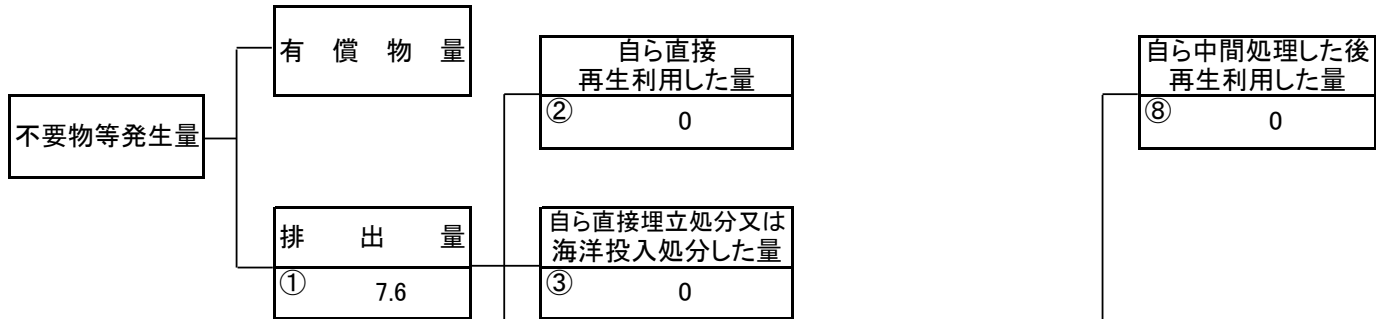 有償物量
自ら直接
再生利用した量
② 0
自ら中間処理した後
再生利用した量
⑧ 0
不要物等発生量
排出量
① 7.6
自ら直接埋立処分又は
海洋投入処分した量
③ 0